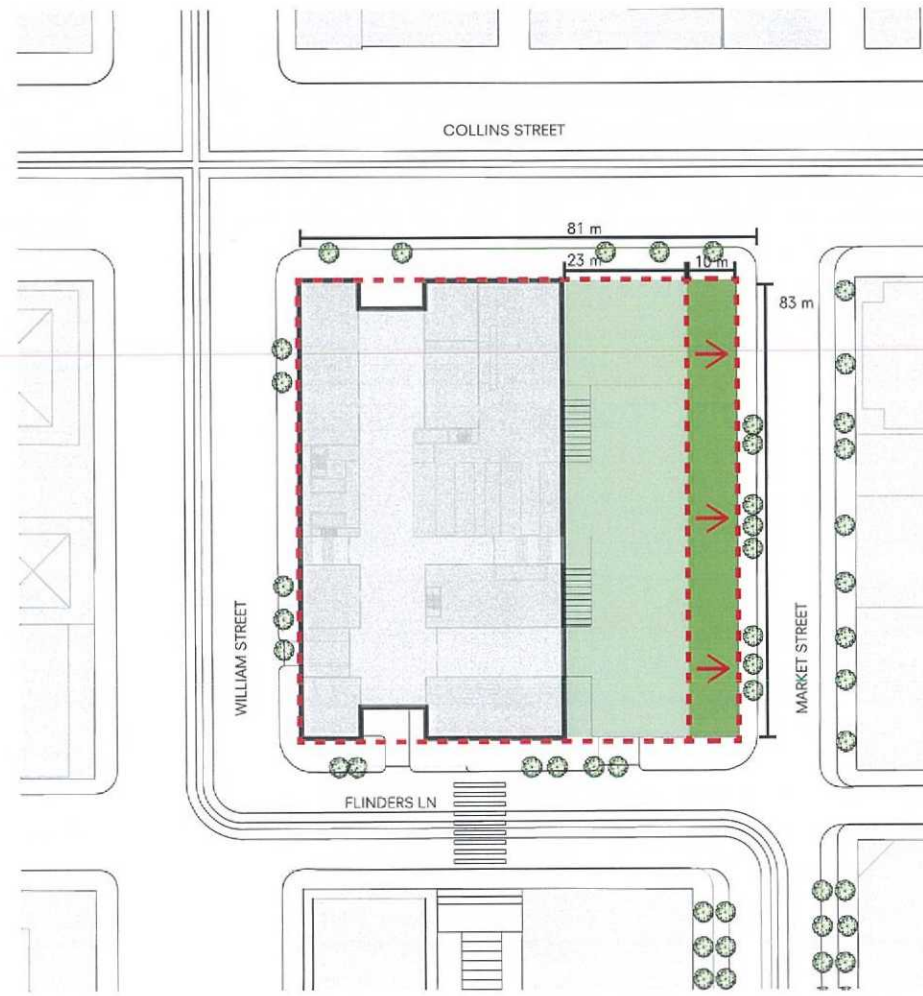 COLLINS STREET
81 m
23 m
10 m
83 m
WILLIAM STREET
MARKET STREET
FLINDERS LN